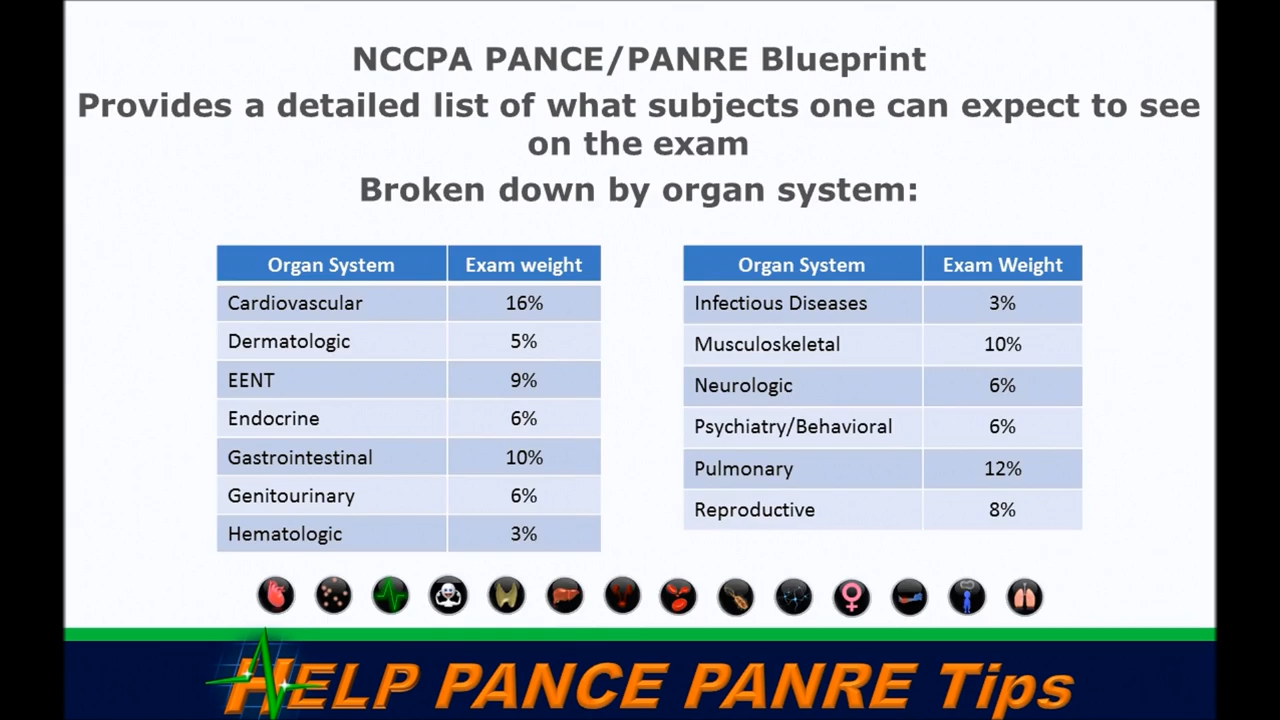 NCCPA PANCE/PANRE Blueprint
Provides a detailed list of what subjects one can expect to see
on the exam
Broken down by organ system:
Organ System Exam weight
Cardiovascular 16%
Dermatologic 5%
EENT 9%
Endocrine 6%
Gastrointestinal 10%
Genitourinary 6%
Hematologic 3%
Organ System Exam Weight
Infectious Diseases 3%
Musculoskeletal 10%
Neurologic 6%
Psychiatry/Behavioral 6%
Pulmonary 12%
Reproductive 8%
HELP PANCE PANRE Tips